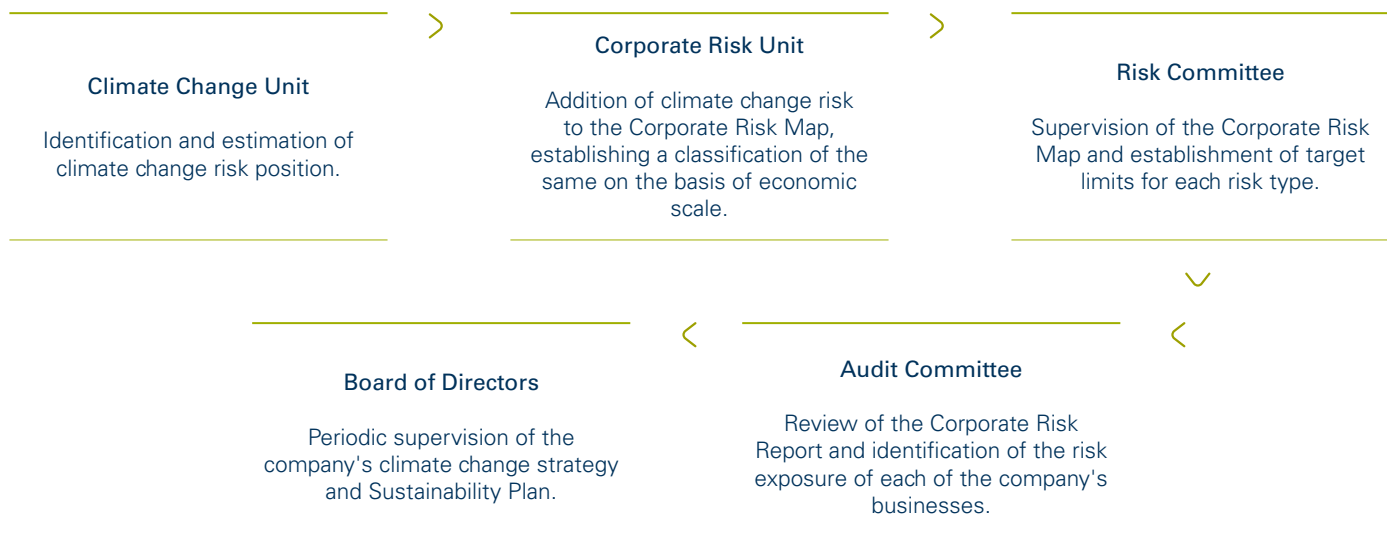 Climate Change Unit
Identification and estimation of
climate change risk position.
Corporate Risk Unit
Addition of climate change risk
to the Corporate Risk Map,
establishing a classification of the
same on the basis of economic
scale.
Risk Committee
Supervision of the Corporate Risk
Map and establishment of target
limits for each risk type.
Audit Committee
Review of the Corporate Risk
Report and identification of the risk
exposure of each of the company's
businesses.
Board of Directors
Periodic supervision of the
company's climate change strategy
and Sustainability Plan.